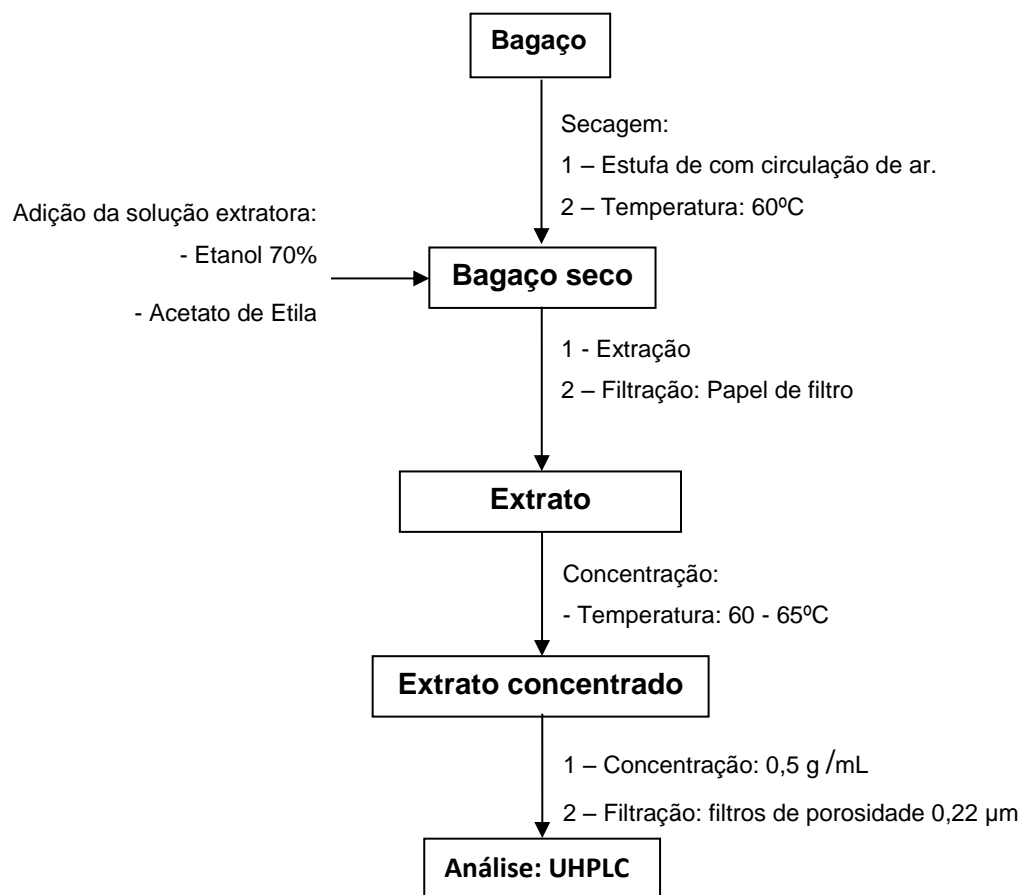 Bagaço
Secagem:
1 – Estufa de com circulação de ar.
2 – Temperatura: 60ºC
Adição da solução extratora:
- Etanol 70%
- Acetato de Etila
Bagaço seco
1 - Extração
2 – Filtração: Papel de filtro
Extrato
Concentração:
- Temperatura: 60 - 65ºC
Extrato concentrado
1 – Concentração: 0,5 g /mL
2 – Filtração: filtros de porosidade 0,22 µm
Análise: UHPLC